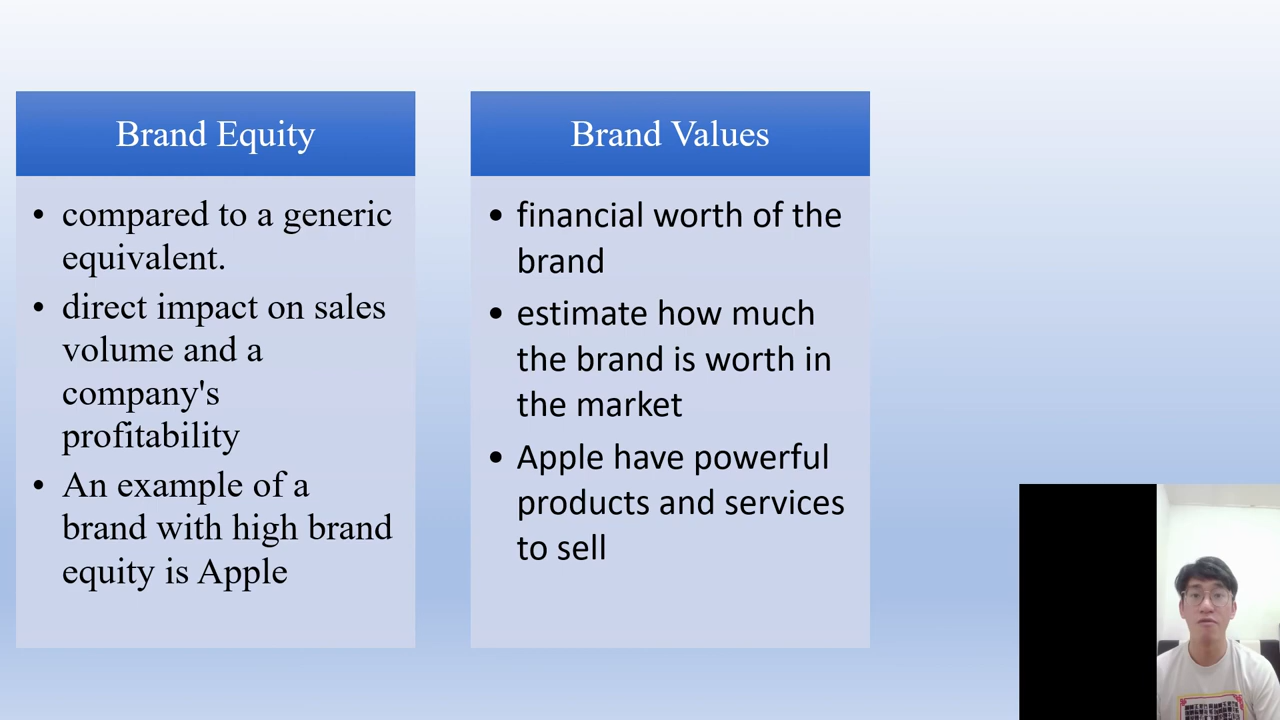 Brand Equity
• compared to a generic
equivalent.
• direct impact on sales
volume and a
company's
profitability
• An example of a
brand with high brand
equity is Apple
Brand Values
• financial worth of the
brand
• estimate how much
the brand is worth in
the market
• Apple have powerful
products and services
to sell